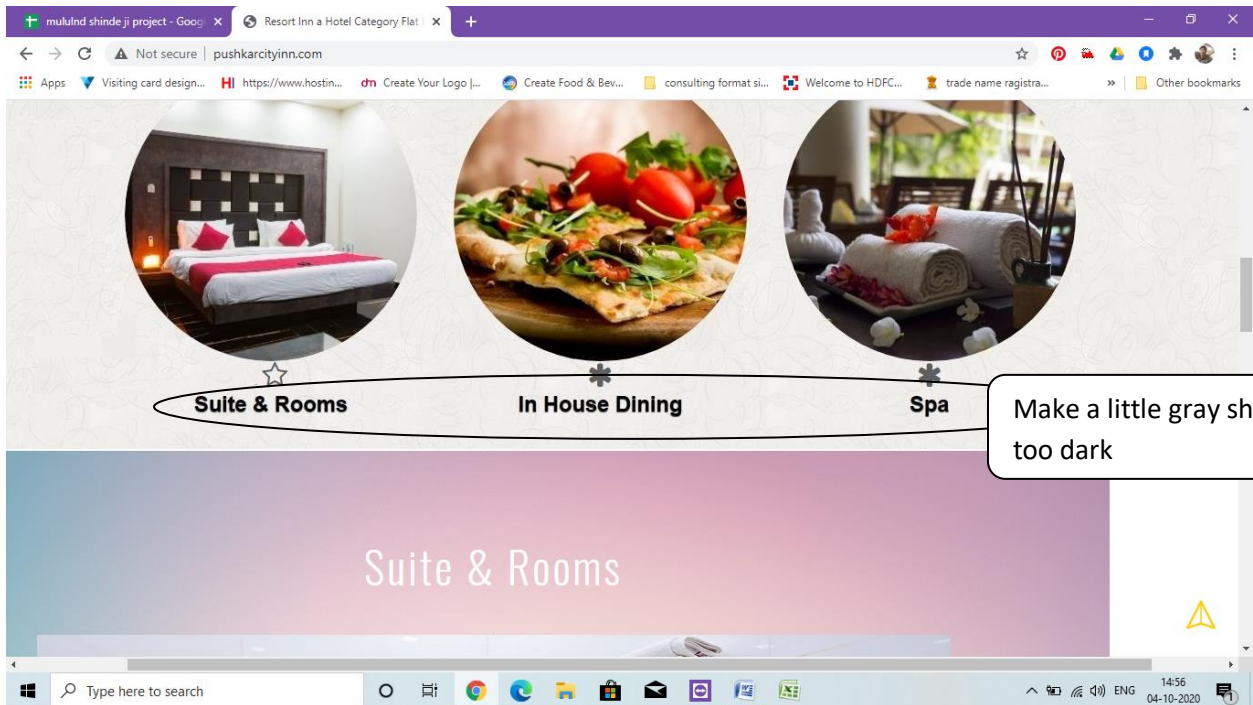 mululnd shinde ji project - Goog
Resort Inn a Hotel Category Flat
Not secure | pushkarcityinn.com
Apps Visiting card design... https://www.hostin... Create Your Logo |... Create Food & Bev... consulting format si... Welcome to HDFC... trade name ragistra... » Other bookmarks
Suite & Rooms In House Dining Spa
Make a little gray sh
too dark
Suite & Rooms
Type here to search
ENG
14:56
04-10-2020